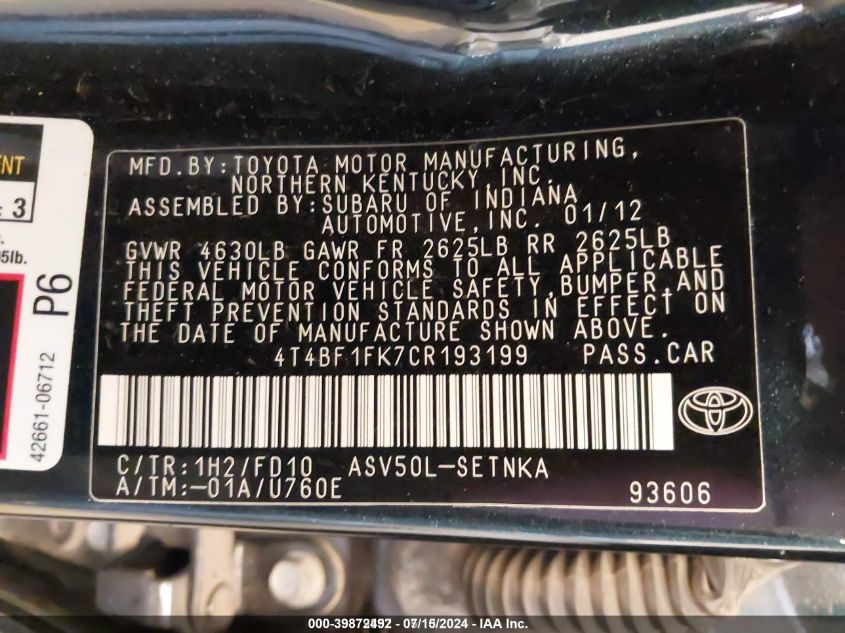 ENT
: 3
5lb.
P6
42661-06712
MFD.BY:TOYOTA MOTOR MANUFACTURING,
NORTHERN KENTUCKY,INC.
ASSEMBLED BY:SUBARU OF INDIANA
AUTOMOTIVE,INC. 01/12
GVWR 4630LB GAWR FR 2625LB RR 2625LB
THIS VEHICLE CONFORMS TO ALL APPLICABLE
FEDERAL MOTOR VEHICLE SAFETY,BUMPER,AND
THEFT PREVENTION STANDARDS IN EFFECT ON
THE DATE OF MANUFACTURE SHOWN ABOVE.
4T4BF1FK7CR193199 PASS.CAR
C/TR:1H2/FD10 ASV50L-SETNKA
A/TM:-01A/U760E 93606
000-39872492 - 07/16/2024 - IAA Inc.